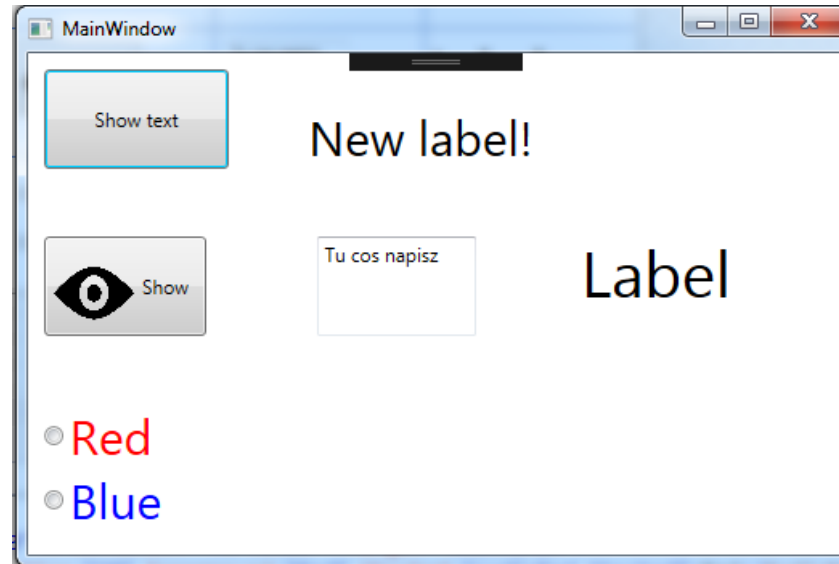 MainWindow
Show text
New label!
Show
Tu cos napisz
Label
Red
Blue